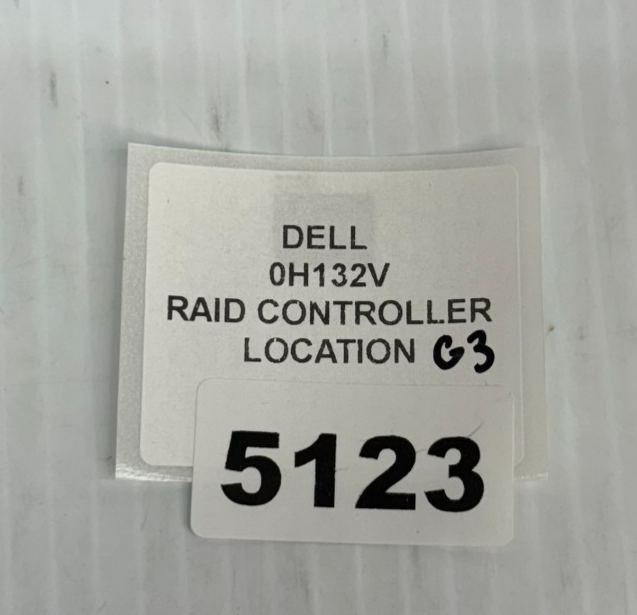 DELL
0H132V
RAID CONTROLLER
LOCATION G3
5123